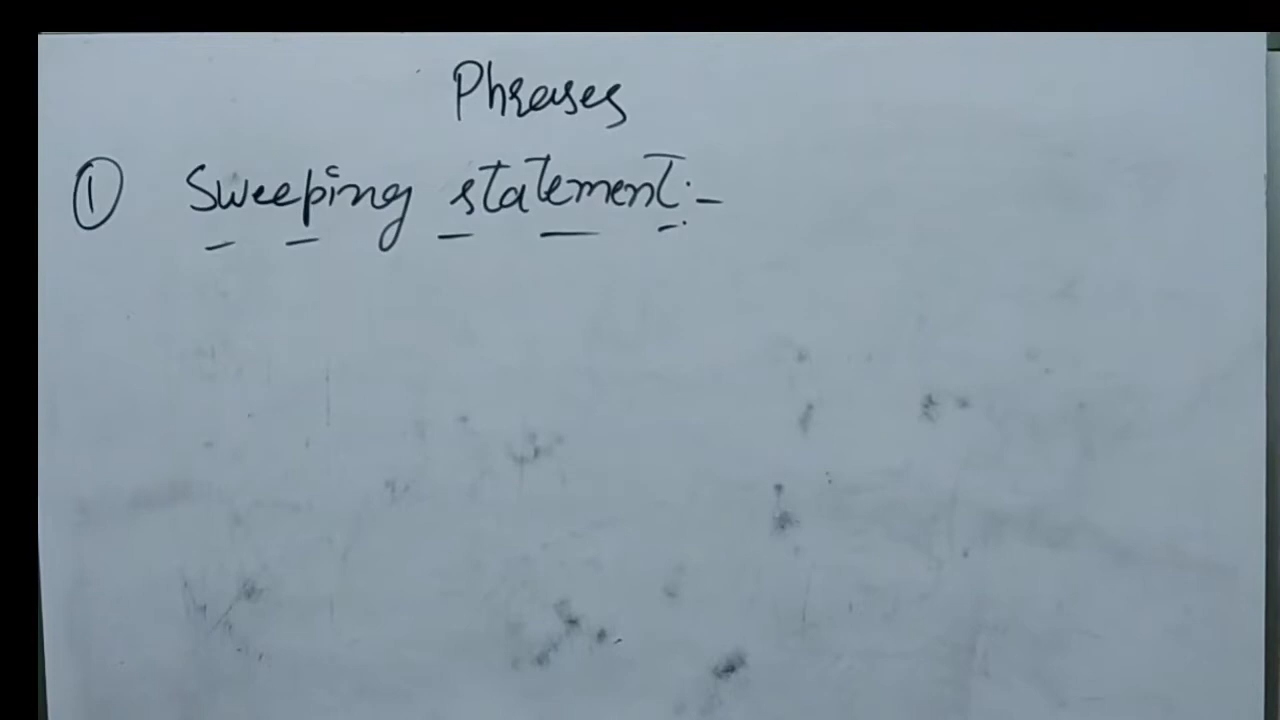 Phrases
① Sweeping statement:-